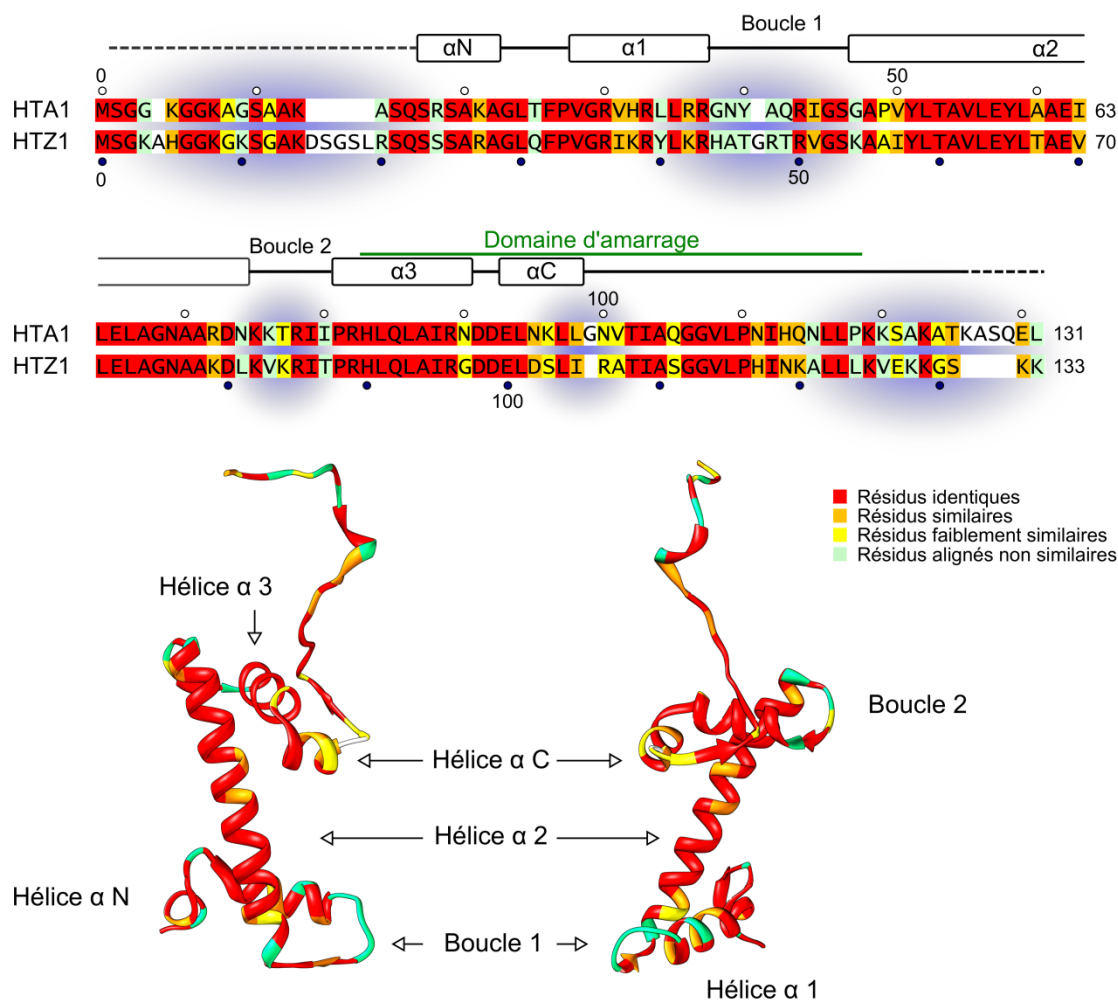 Boucle 1
αN α1 α2
0 50
HTA1 MSGG KGGKAGSAAK ASQSRSAKAGLTFPVGRVHRLLRRGNY AQRIGSGAPVYLTAVLEYLAAEI 63
HTZ1 MSGKAHGGKGKSGAKDSGSLRSQSSSARAGLQFPVGRIKRYLKRHATGRTRVGSKAAIYLTAVLEYLTAEV 70
0 50
Domaine d'amarrage
Boucle 2
α3 αC
100
HTA1 LELAGNAARDNKKTRIIPRHLQLAIRNDDELNKLLGNVTIAQGGVLPNIHQNLLPKKSAKATKASQEL 131
HTZ1 LELAGNAAKDLKVKRITPRHLQLAIRGDDELDSLI RATIASGGVLPHINKALLLKVEKKGS KK 133
100
Résidus identiques
Résidus similaires
Résidus faiblement similaires
Résidus alignés non similaires
Hélice α 3
Boucle 2
Hélice α C
Hélice α 2
Hélice α N
Boucle 1
Hélice α 1